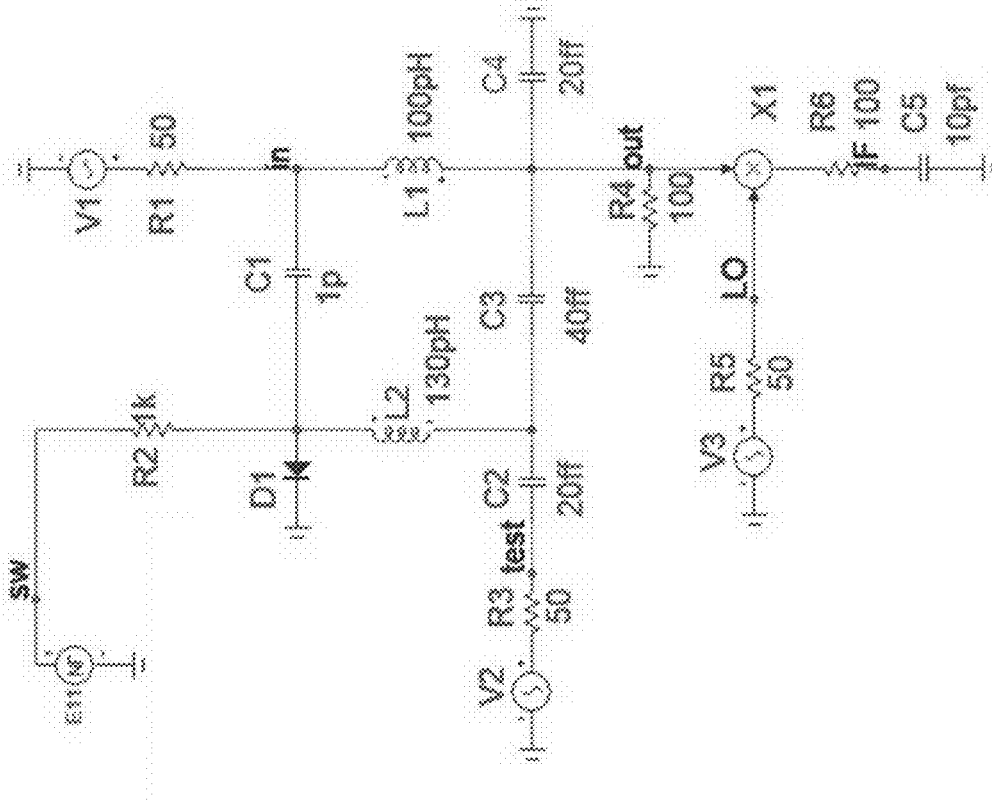 sw
E11
V1
R2
1k
R1
50
D1
C1
in
1p
L2
130pH
L1
100pH
V2
R3
50
test
C2
20ff
C3
40ff
C4
20ff
R4
100
out
V3
R5
50
LO
X1
R6
100
IF
C5
10pf